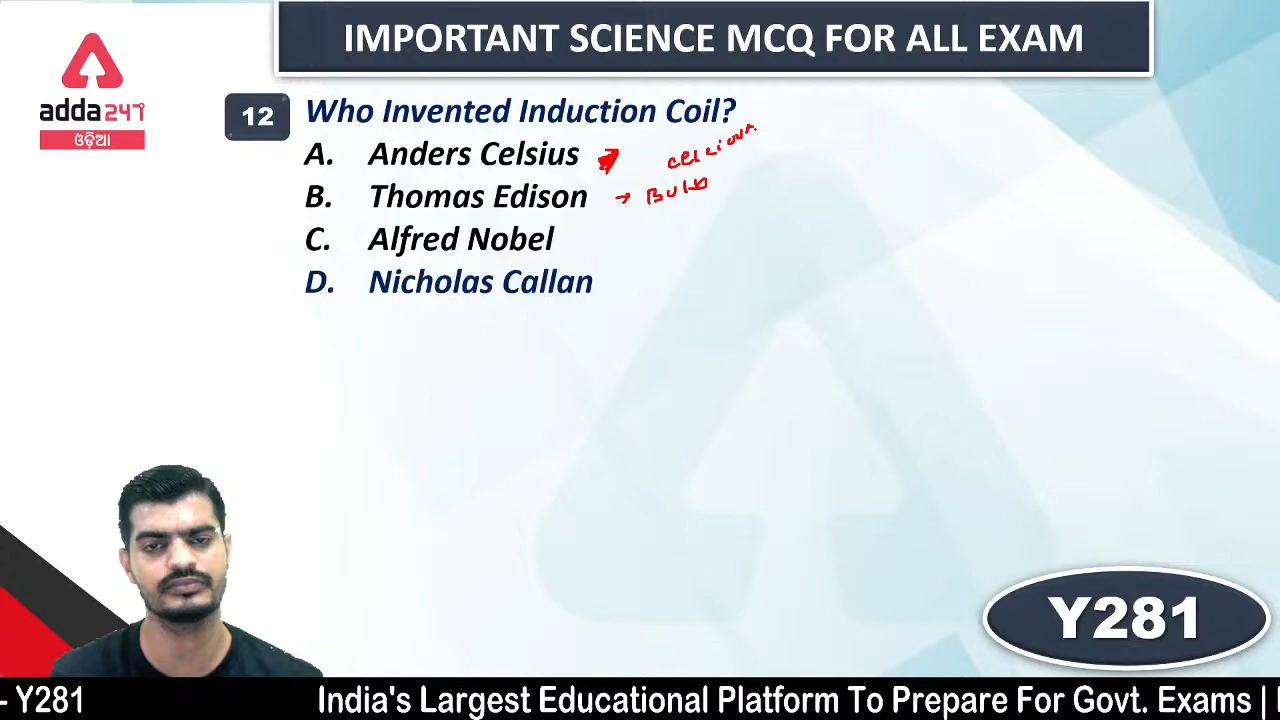 IMPORTANT SCIENCE MCQ FOR ALL EXAM
adda247
ଓଡ଼ିଆ
12 Who Invented Induction Coil?
A. Anders Celsius
B. Thomas Edison → Bulb
C. Alfred Nobel
D. Nicholas Callan
Y281
- Y281 India's Largest Educational Platform To Prepare For Govt. Exams |